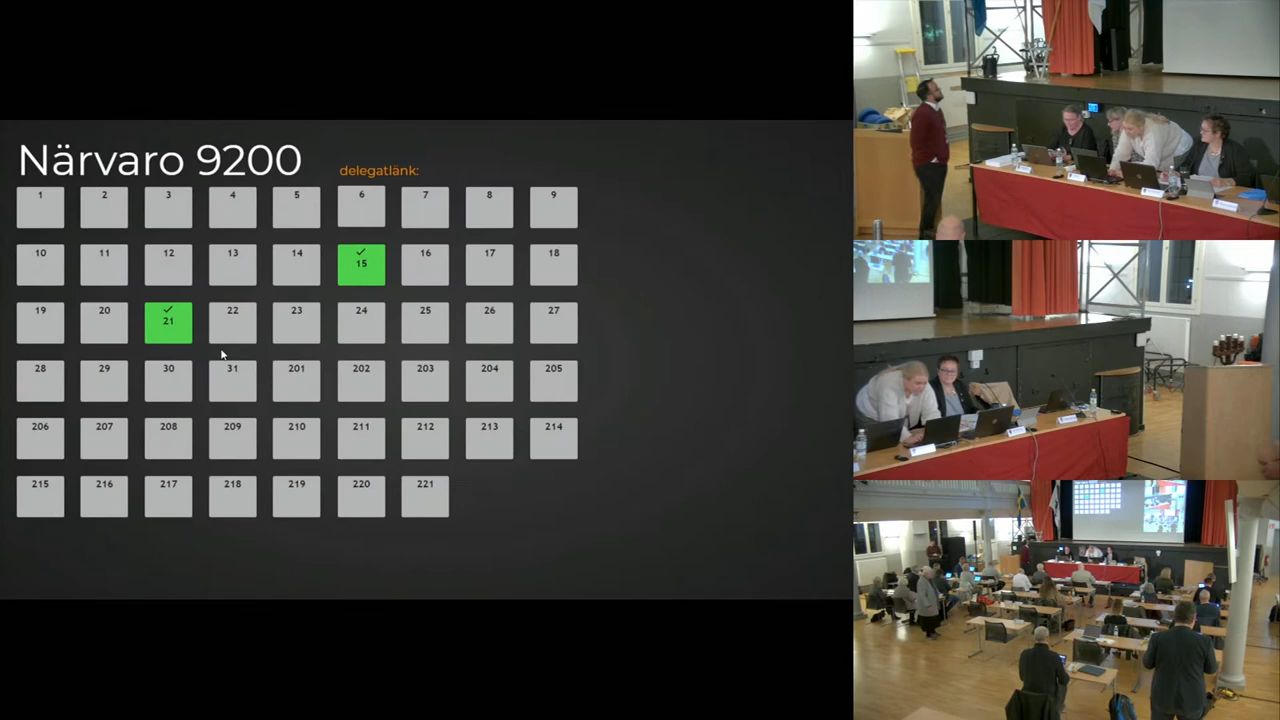 Närvaro 9200
delegatlänk:
1 2 3 4 5 6 7 8 9
10 11 12 13 14 15 16 17 18
19 20 21 22 23 24 25 26 27
28 29 30 31 201 202 203 204 205
206 207 208 209 210 211 212 213 214
215 216 217 218 219 220 221